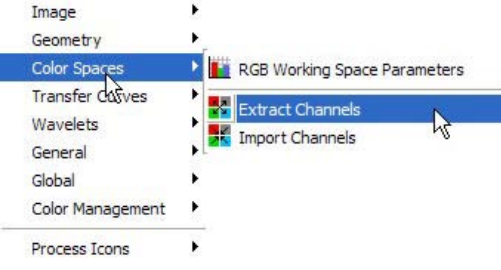 Image
Geometry
Color Spaces
Transfer Curves
Wavelets
General
Global
Color Management
Process Icons
RGB Working Space Parameters
Extract Channels
Import Channels